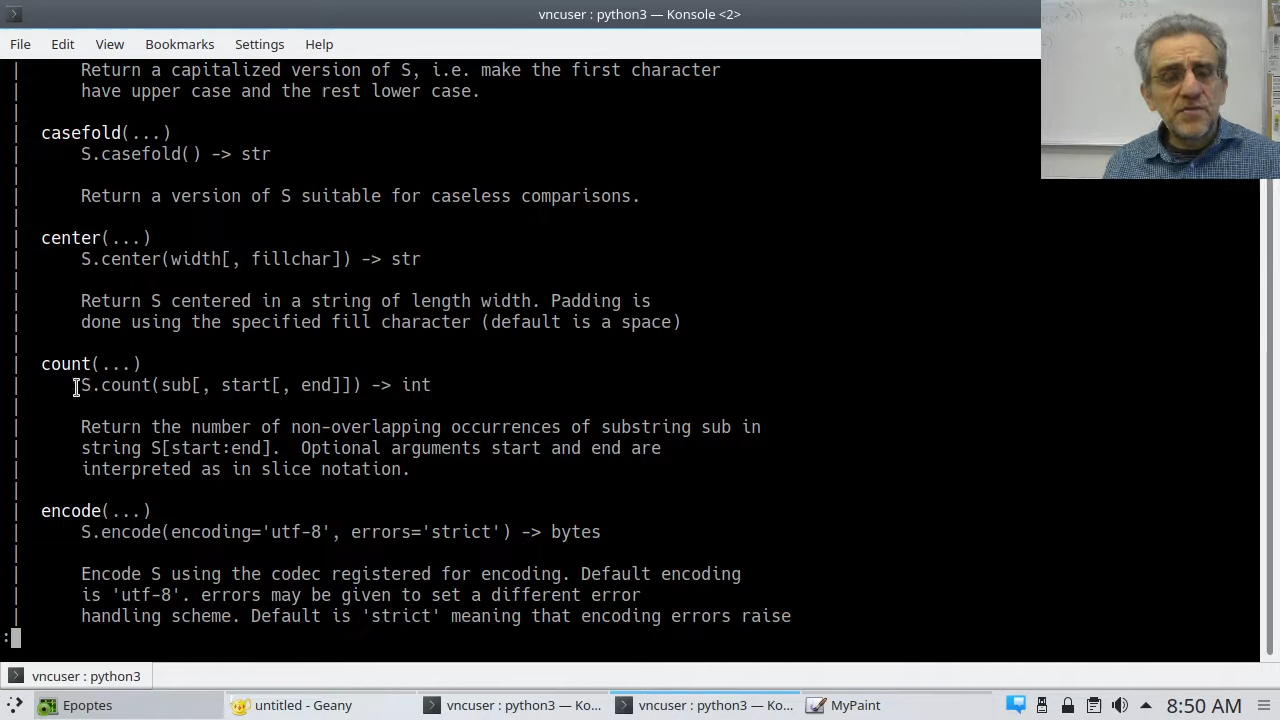 vncuser : python3 — Konsole <2>
File Edit View Bookmarks Settings Help
| Return a capitalized version of S, i.e. make the first character
| have upper case and the rest lower case.
|
| casefold(...)
| S.casefold() -> str
|
| Return a version of S suitable for caseless comparisons.
|
| center(...)
| S.center(width[, fillchar]) -> str
|
| Return S centered in a string of length width. Padding is
| done using the specified fill character (default is a space)
|
| count(...)
| S.count(sub[, start[, end]]) -> int
|
| Return the number of non-overlapping occurrences of substring sub in
| string S[start:end].  Optional arguments start and end are
| interpreted as in slice notation.
|
| encode(...)
| S.encode(encoding='utf-8', errors='strict') -> bytes
|
| Encode S using the codec registered for encoding. Default encoding
| is 'utf-8'. errors may be given to set a different error
| handling scheme. Default is 'strict' meaning that encoding errors raise
:
vncuser : python3
Epoptes untitled - Geany python3 — Ko... python3 — Ko... MyPaint 8:50 AM